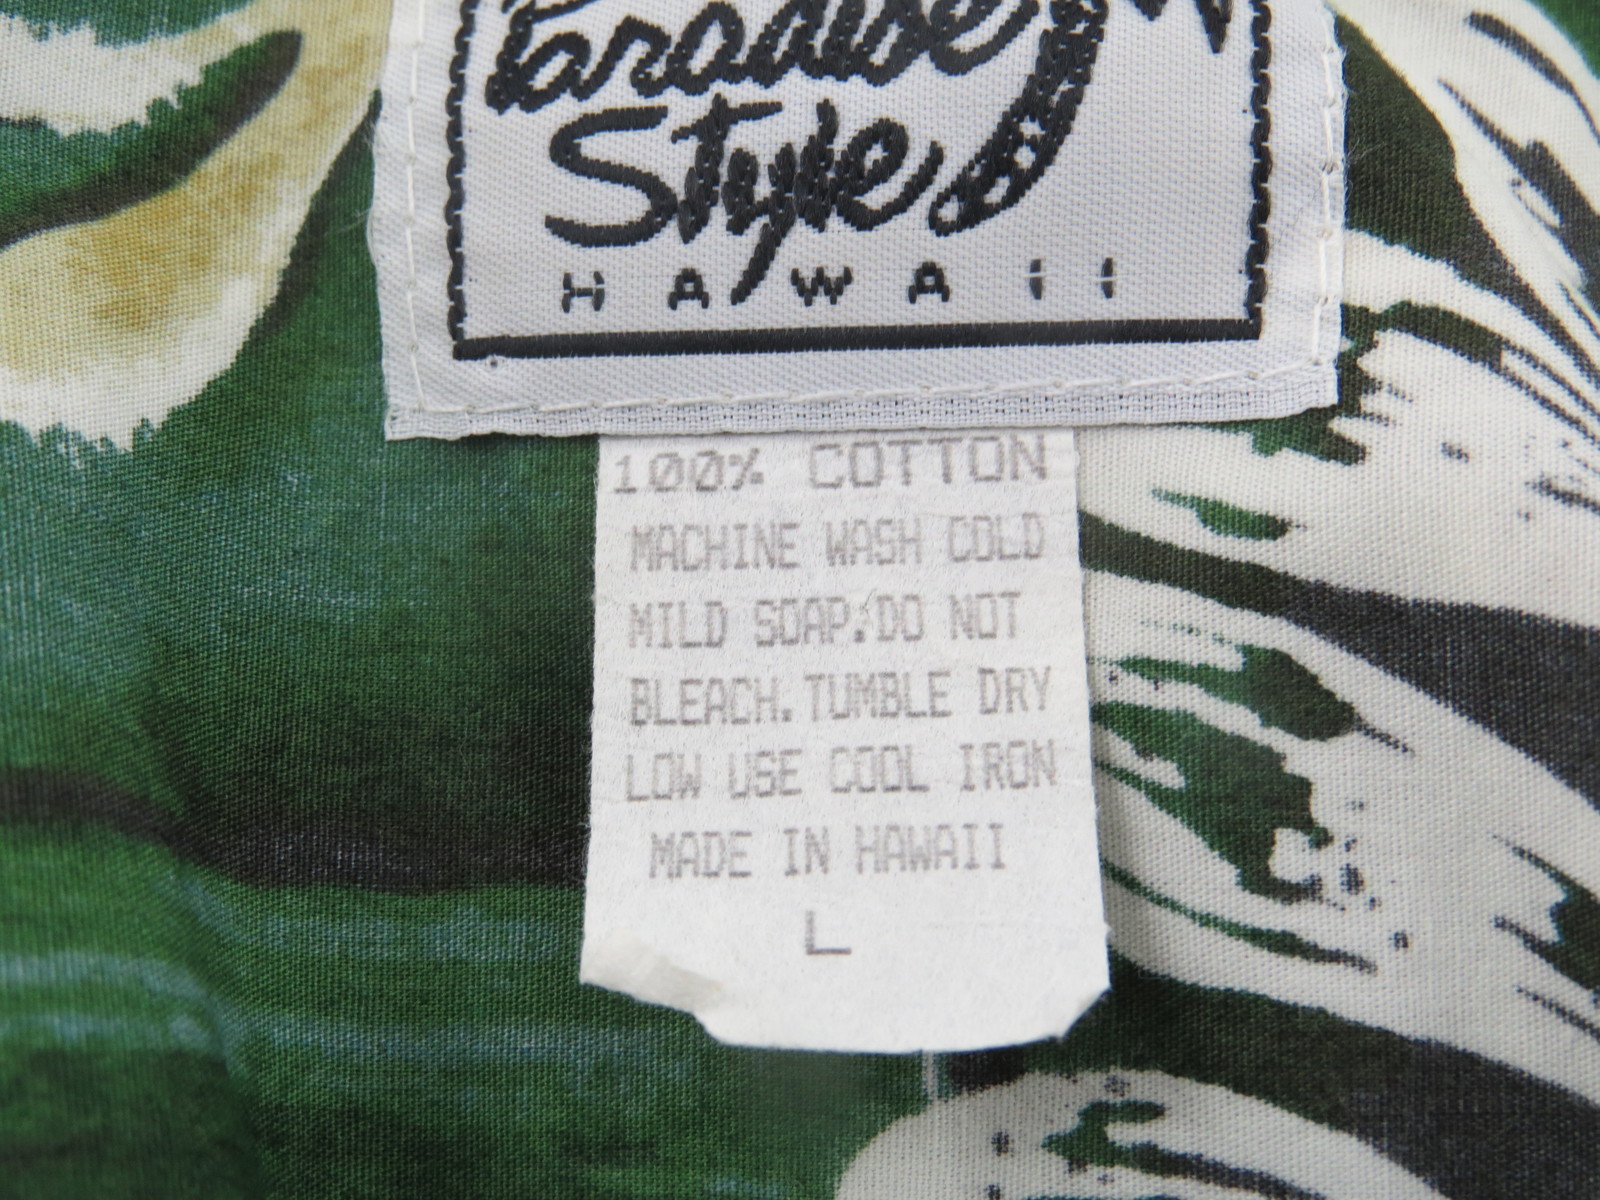 Paradise
Style
HAWAII
100% COTTON
MACHINE WASH COLD
MILD SOAP.DO NOT
BLEACH.TUMBLE DRY
LOW USE COOL IRON
MADE IN HAWAII
L